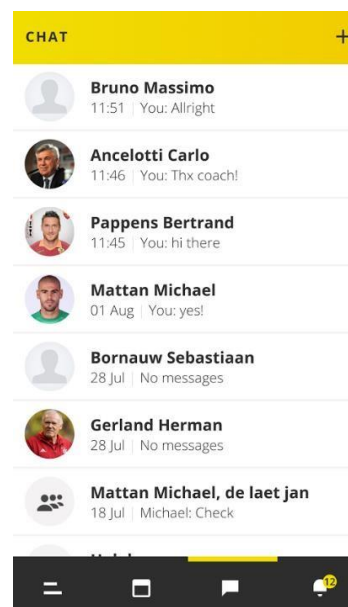 CHAT +
Bruno Massimo
11:51 | You: Allright
Ancelotti Carlo
11:46 | You: Thx coach!
Pappens Bertrand
11:45 | You: hi there
Mattan Michael
01 Aug | You: yes!
Bornauw Sebastiaan
28 Jul | No messages
Gerland Herman
28 Jul | No messages
Mattan Michael, de laet jan
18 Jul | Michael: Check
12